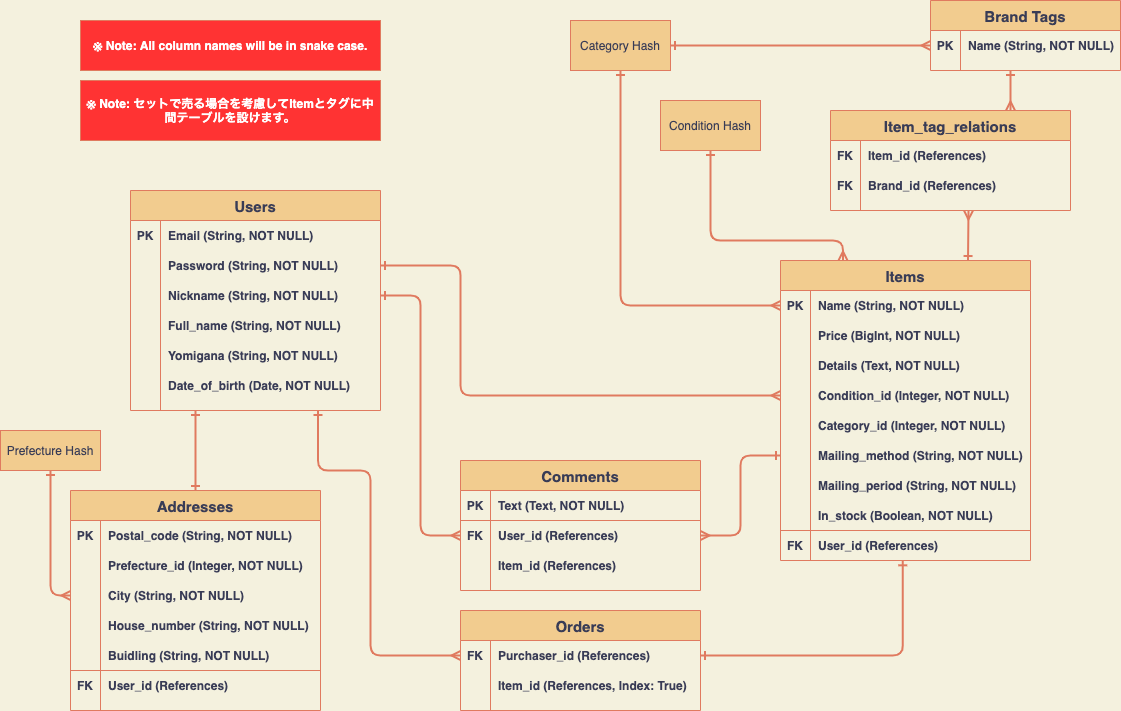 ※ Note: All column names will be in snake case.
※ Note: セットで売る場合を考慮してItemとタグに中
間テーブルを設けます。
Category Hash
Condition Hash
Brand Tags
PK Name (String, NOT NULL)
Item_tag_relations
FK Item_id (References)
FK Brand_id (References)
Users
PK Email (String, NOT NULL)
Password (String, NOT NULL)
Nickname (String, NOT NULL)
Full_name (String, NOT NULL)
Yomigana (String, NOT NULL)
Date_of_birth (Date, NOT NULL)
Items
PK Name (String, NOT NULL)
Price (BigInt, NOT NULL)
Details (Text, NOT NULL)
Condition_id (Integer, NOT NULL)
Category_id (Integer, NOT NULL)
Mailing_method (String, NOT NULL)
Mailing_period (String, NOT NULL)
In_stock (Boolean, NOT NULL)
FK User_id (References)
Prefecture Hash
Addresses
PK Postal_code (String, NOT NULL)
Prefecture_id (Integer, NOT NULL)
City (String, NOT NULL)
House_number (String, NOT NULL)
Buidling (String, NOT NULL)
FK User_id (References)
Comments
PK Text (Text, NOT NULL)
FK User_id (References)
Item_id (References)
Orders
FK Purchaser_id (References)
Item_id (References, Index: True)